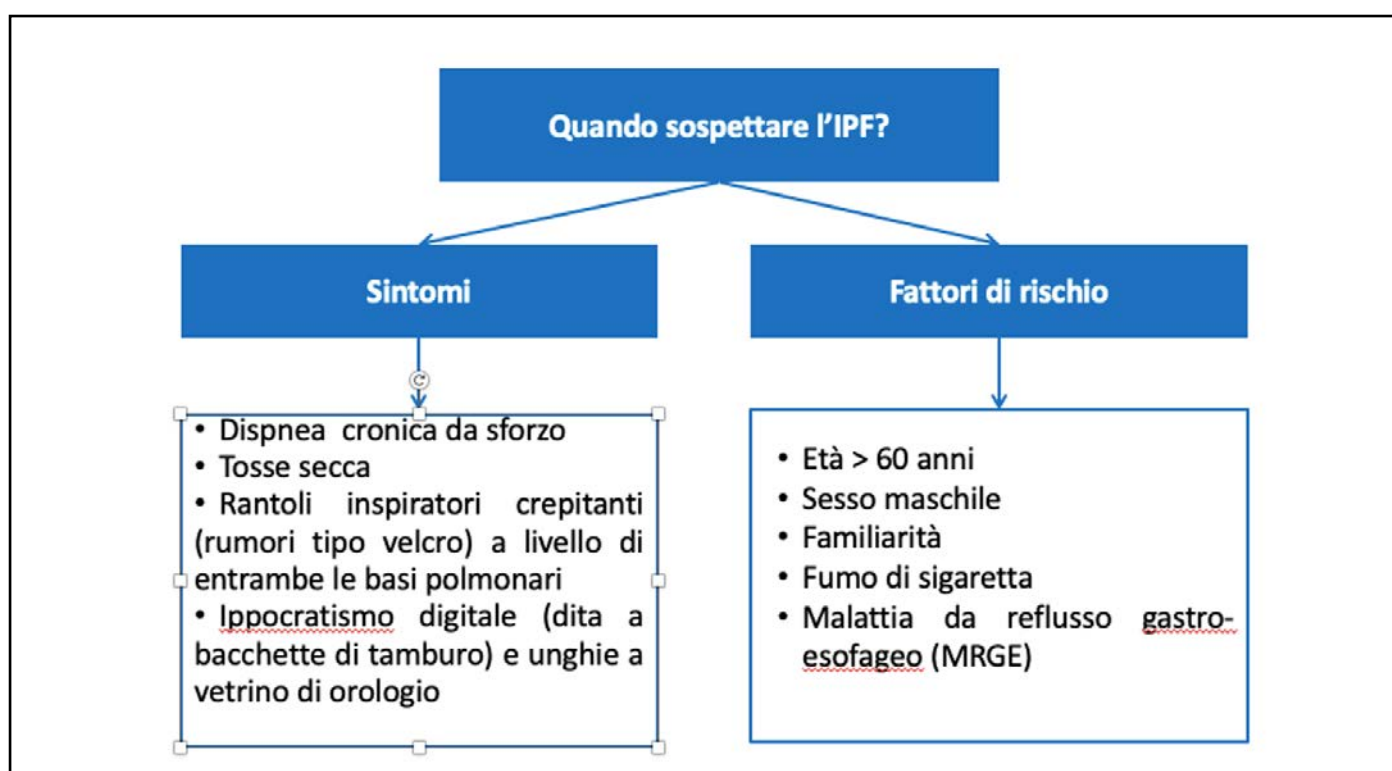 Quando sospettare l'IPF?
Sintomi
Fattori di rischio
• Dispnea cronica da sforzo
• Tosse secca
• Rantoli inspiratori crepitanti
(rumori tipo velcro) a livello di
entrambe le basi polmonari
• Ippocratismo digitale (dita a
bacchette di tamburo) e unghie a
vetrino di orologio
• Età > 60 anni
• Sesso maschile
• Familiarità
• Fumo di sigaretta
• Malattia da reflusso gastro-
esofageo (MRGE)